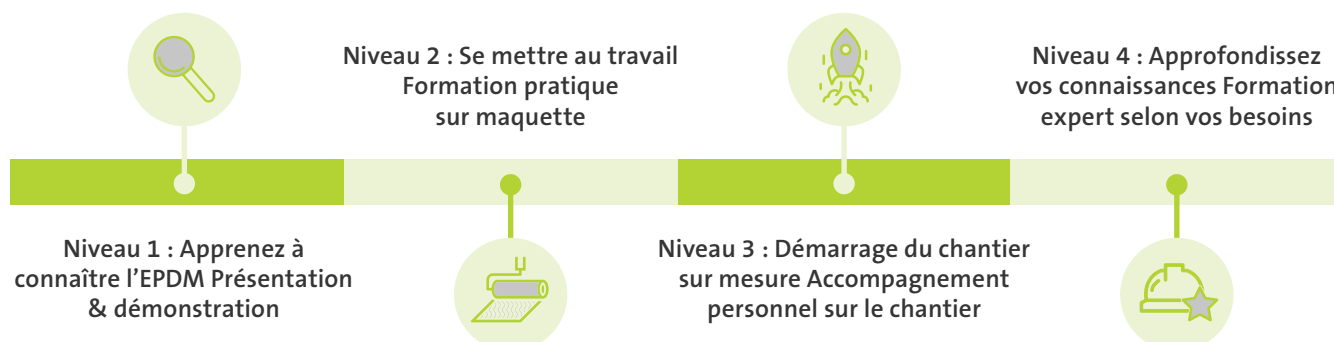 Niveau 1 : Apprenez à
connaître l’EPDM Présentation
& démonstration
Niveau 2 : Se mettre au travail
Formation pratique
sur maquette
Niveau 3 : Démarrage du chantier
sur mesure Accompagnement
personnel sur le chantier
Niveau 4 : Approfondissez
vos connaissances Formation
expert selon vos besoins